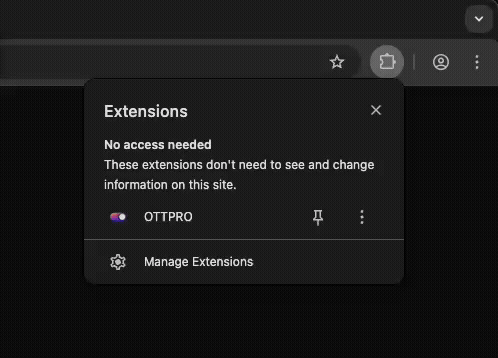 Extensions
No access needed
These extensions don't need to see and change
information on this site.
OTTPRO
Manage Extensions